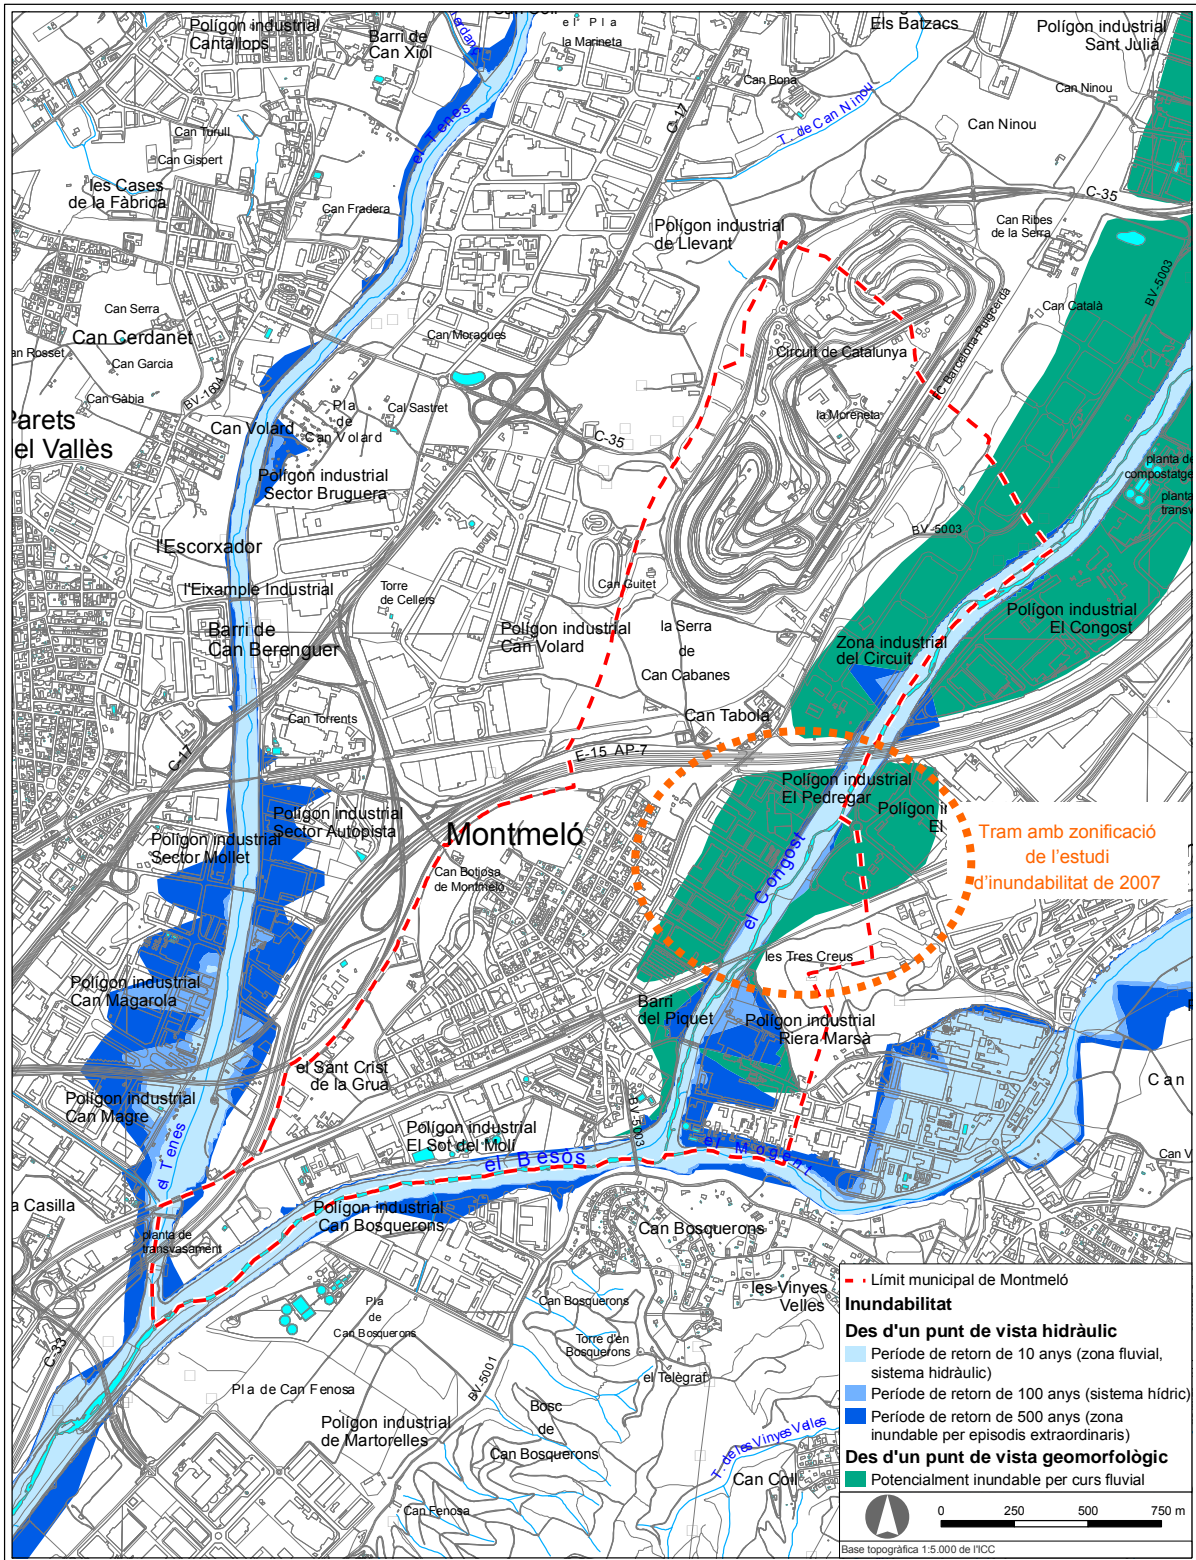 Polígon industrial
Cantallops
Barri de
Can Xiol
el Pla
la Marineta
Els Batzacs
Polígon industrial
Sant Julià
Can Bona
Can Ninou
T. de Can Ninou
Can Ninou
C-17
el Tenes
Can Turull
Can Gispert
les Cases
de la Fàbrica
Can Fradera
C-35
Can Ribes
de la Serra
Polígon industrial
de Llevant
BV-5003
Can Serra
Can Cerdanet
Can Garcia
Can Gàbia
BV-1604
Can Moragues
Can Català
FC Barcelona-Puigcerdà
Circuit de Catalunya
la Moreneta
Pla
de
Can Volard
Cal Sastret
Can Volard
C-35
el Vallès
Polígon industrial
Sector Bruguera
planta de
compostatge
BV-5003
l'Escorxador
l'Eixample Industrial
Torre
de Cellers
Can Guitet
Polígon industrial
Can Volard
la Serra
de
Can Cabanes
Polígon industrial
El Congost
Zona industrial
del Circuit
Barri de
Can Berenguer
Can Torrents
Can Tabola
C-17
E-15 AP-7
Polígon industrial
El Pedregar
Polígon industrial
Sector Autopista
Polígon industrial
Sector Mollet
Montmeló
Can Botjosa
de Montmeló
el Congost
Tram amb zonificació
de l'estudi
d'inundabilitat de 2007
les Tres Creus
Polígon industrial
Can Magarola
Barri
del Piquet
Polígon industrial
Riera Marsà
el Sant Crist
de la Grua
Polígon industrial
Can Magre
BV-5003
Polígon industrial
El Sot del Molí
el Besòs
el Mogent
el Tenes
a Casilla
Polígon industrial
Can Bosquerons
planta de
transvasament
Can Bosquerons
les Vinyes
Velles
Can Bosquerons
Pla
de
Can Bosquerons
Torre d'en
Bosquerons
el Telègraf
C-33
BV-5001
Pla de Can Fenosa
Polígon industrial
de Martorelles
Bosc
de
Can Bosquerons
T. de les Vinyes Velles
Can Coll
Can Fenosa
Límit municipal de Montmeló
Inundabilitat
Des d'un punt de vista hidràulic
Període de retorn de 10 anys (zona fluvial,
sistema hidràulic)
Període de retorn de 100 anys (sistema hídric)
Període de retorn de 500 anys (zona
inundable per episodis extraordinaris)
Des d'un punt de vista geomorfològic
Potencialment inundable per curs fluvial
0 250 500 750 m
Base topogràfica 1:5.000 de l'ICC